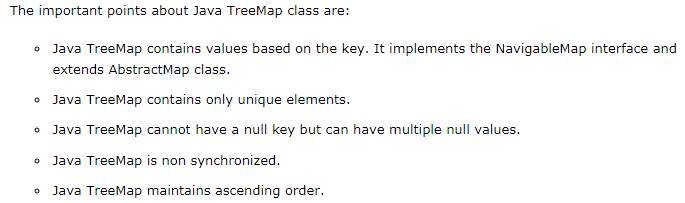 The important points about Java TreeMap class are:
Java TreeMap contains values based on the key. It implements the NavigableMap interface and
extends AbstractMap class.
Java TreeMap contains only unique elements.
Java TreeMap cannot have a null key but can have multiple null values.
Java TreeMap is non synchronized.
Java TreeMap maintains ascending order.